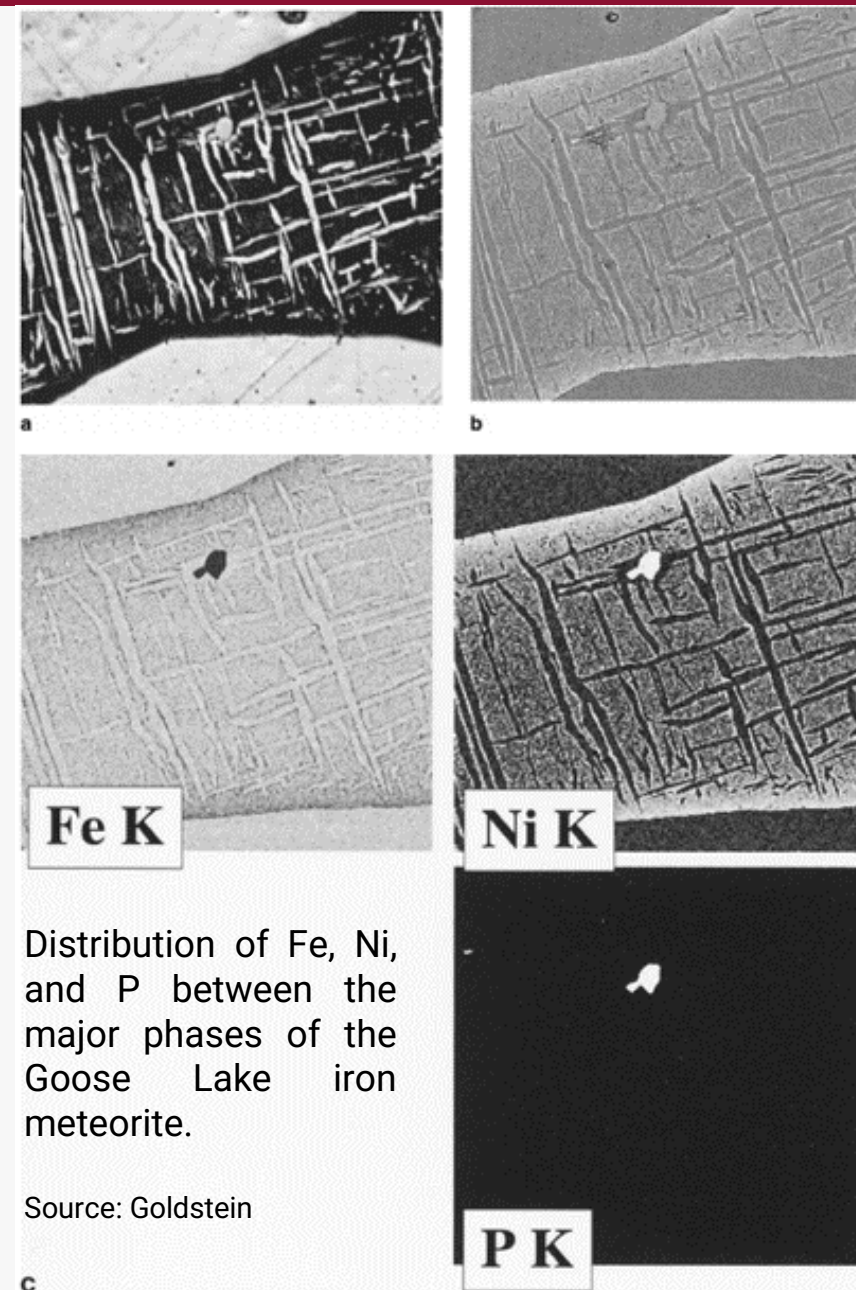 a
b
Fe K
Ni K
Distribution of Fe, Ni,
and P between the
major phases of the
Goose Lake iron
meteorite.
Source: Goldstein
P K
c